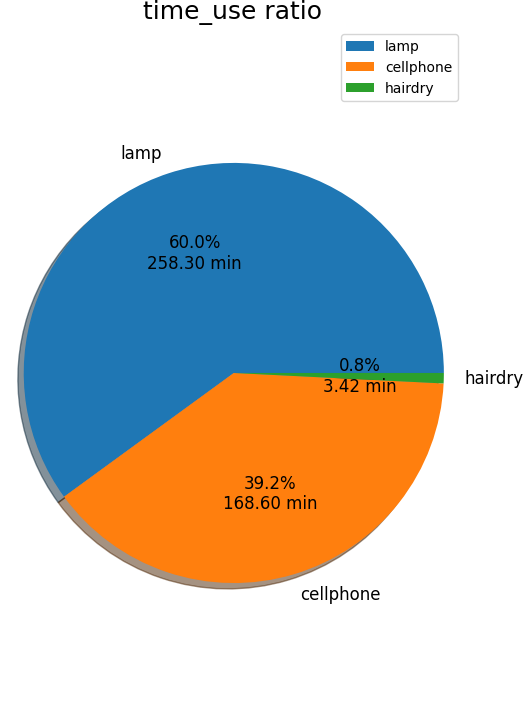 time_use ratio
lamp
cellphone
hairdry
lamp
60.0%
258.30 min
0.8%
3.42 min
hairdry
39.2%
168.60 min
cellphone